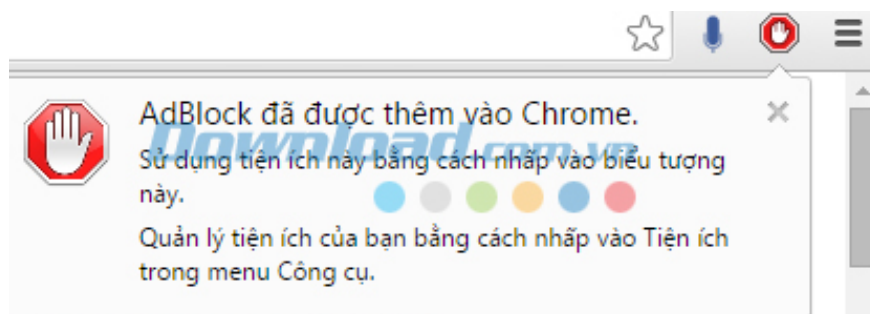 AdBlock đã được thêm vào Chrome.
Download.com.vn
Sử dụng tiện ích này bằng cách nhấp vào biểu tượng
này.
Quản lý tiện ích của bạn bằng cách nhấp vào Tiện ích
trong menu Công cụ.